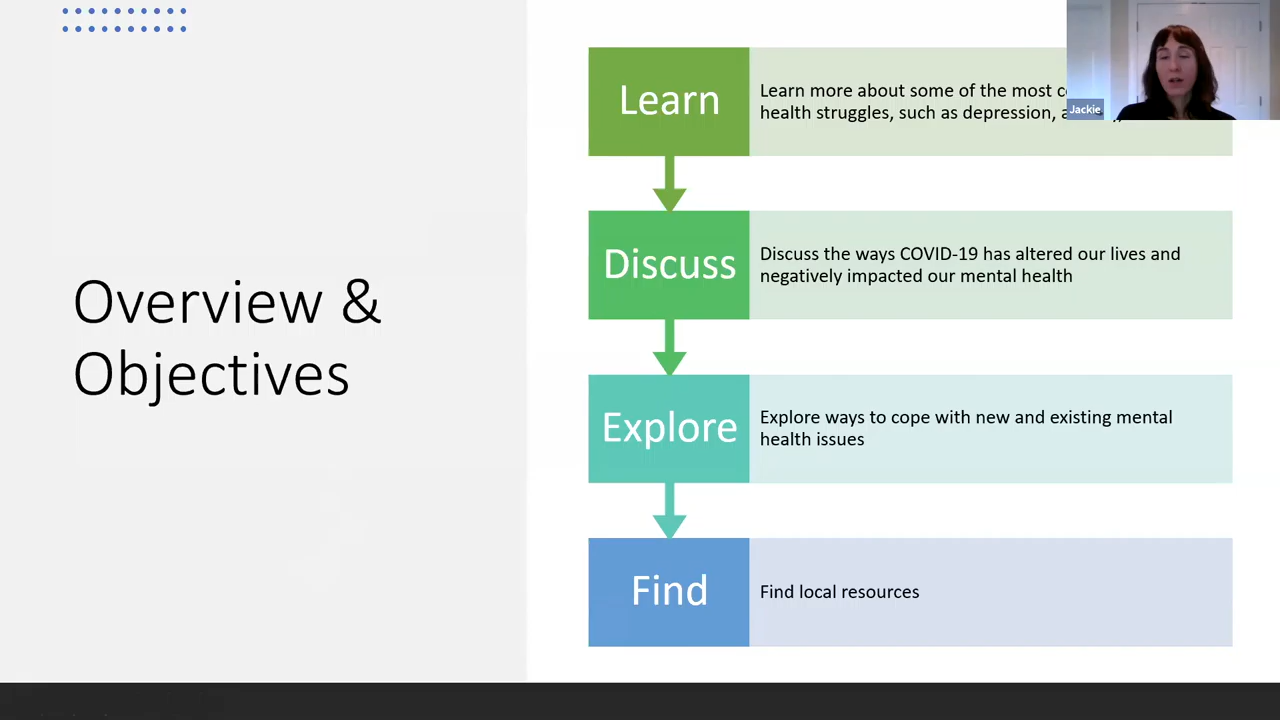 Overview &
Objectives
Learn
Learn more about some of the most
health struggles, such as depression,
Discuss
Discuss the ways COVID-19 has altered our lives and
negatively impacted our mental health
Explore
Explore ways to cope with new and existing mental
health issues
Find
Find local resources
Jackie